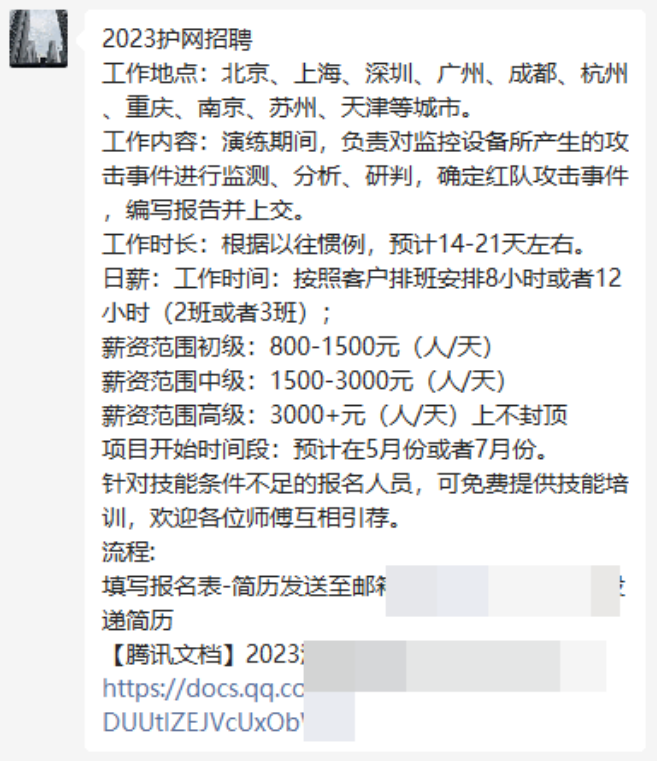 2023护网招聘
工作地点：北京、上海、深圳、广州、成都、杭州
、重庆、南京、苏州、天津等城市。
工作内容：演练期间，负责对监控设备所产生的攻
击事件进行监测、分析、研判，确定红队攻击事件
，编写报告并上交。
工作时长：根据以往惯例，预计14-21天左右。
日薪：工作时间：按照客户排班安排8小时或者12
小时（2班或者3班）；
薪资范围初级：800-1500元（人/天）
薪资范围中级：1500-3000元（人/天）
薪资范围高级：3000+元（人/天）上不封顶
项目开始时间段：预计在5月份或者7月份。
针对技能条件不足的报名人员，可免费提供技能培
训，欢迎各位师傅互相引荐。
流程:
填写报名表-简历发送至邮箱
递简历
【腾讯文档】2023
https://docs.qq.co
DUUtlZEJVcUxOb